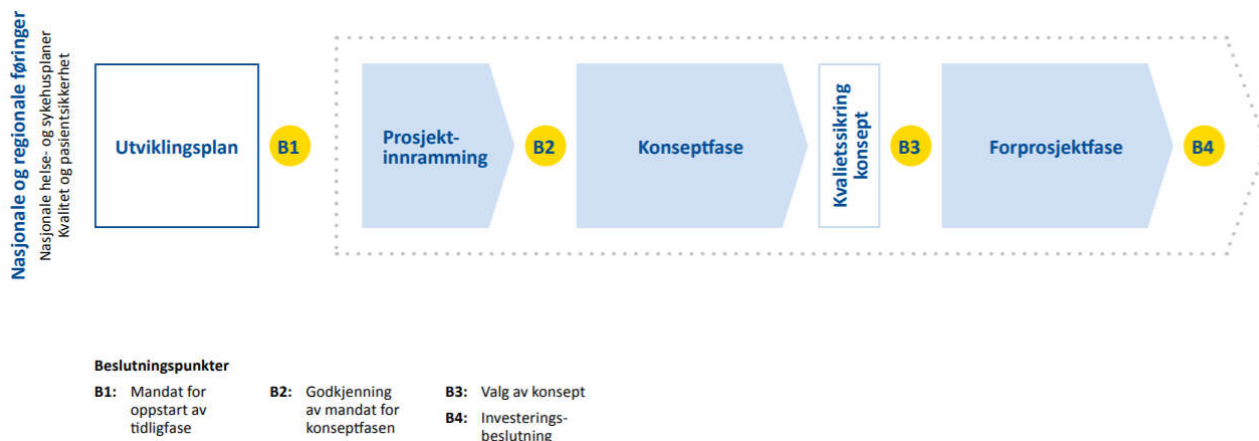 Nasjonale og regionale føringer
Nasjonale helse- og sykehusplaner
Kvalitet og pasientsikkerhet
Utviklingsplan
B1
Prosjekt-
innramming
B2
Konseptfase
Kvalietssikring
konsept
B3
Forprosjektfase
B4
Beslutningspunkter
B1: Mandat for
oppstart av
tidligfase
B2: Godkjenning
av mandat for
konseptfasen
B3: Valg av konsept
B4: Investerings-
beslutning